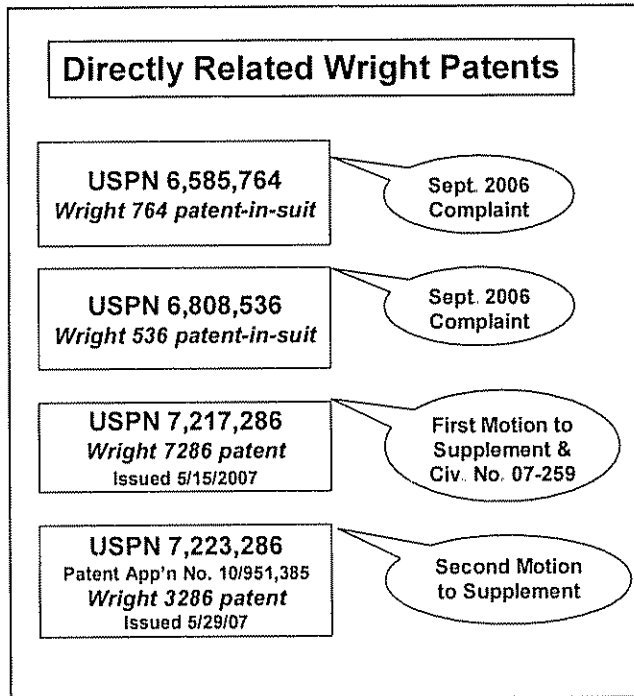 Directly Related Wright Patents
USPN 6,585,764
Wright 764 patent-in-suit
Sept. 2006
Complaint
USPN 6,808,536
Wright 536 patent-in-suit
Sept. 2006
Complaint
USPN 7,217,286
Wright 7286 patent
Issued 5/15/2007
First Motion to
Supplement &
Civ. No. 07-259
USPN 7,223,286
Patent App'n No. 10/951,385
Wright 3286 patent
Issued 5/29/07
Second Motion
to Supplement